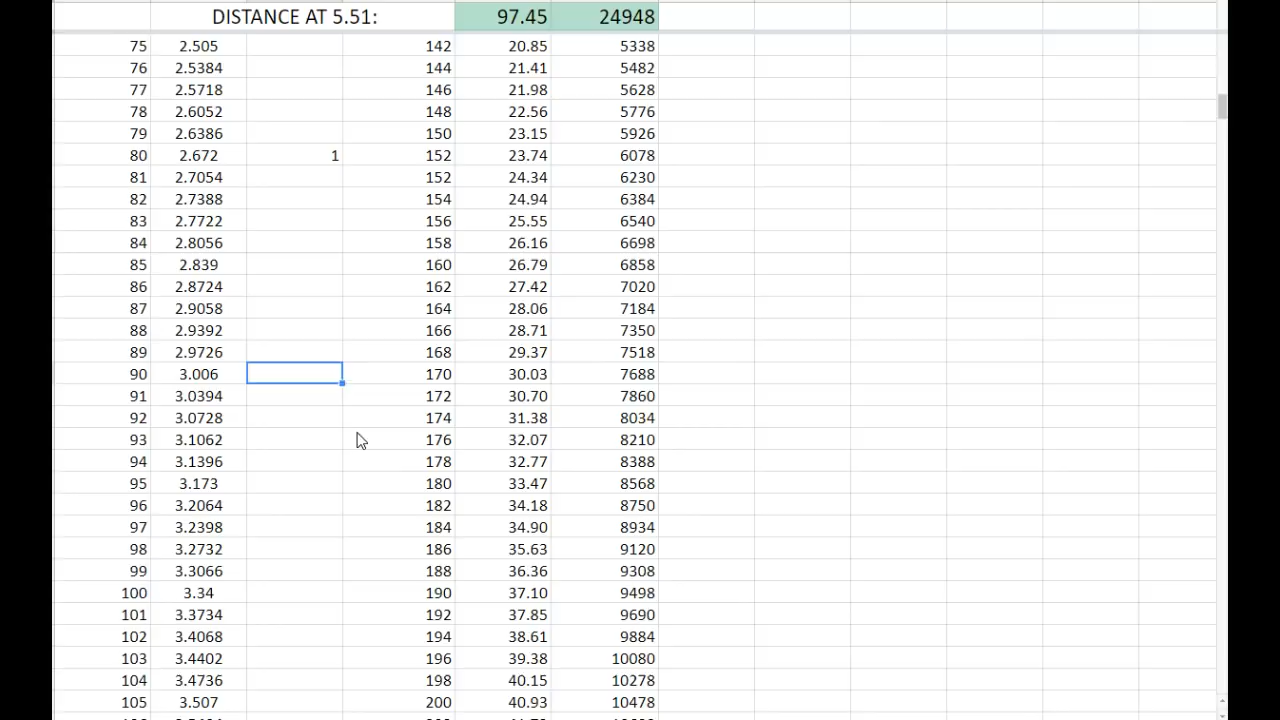 DISTANCE AT 5.51: 97.45 24948
75 2.505 142 20.85 5338
76 2.5384 144 21.41 5482
77 2.5718 146 21.98 5628
78 2.6052 148 22.56 5776
79 2.6386 150 23.15 5926
80 2.672 1 152 23.74 6078
81 2.7054 152 24.34 6230
82 2.7388 154 24.94 6384
83 2.7722 156 25.55 6540
84 2.8056 158 26.16 6698
85 2.839 160 26.79 6858
86 2.8724 162 27.42 7020
87 2.9058 164 28.06 7184
88 2.9392 166 28.71 7350
89 2.9726 168 29.37 7518
90 3.006 170 30.03 7688
91 3.0394 172 30.70 7860
92 3.0728 174 31.38 8034
93 3.1062 176 32.07 8210
94 3.1396 178 32.77 8388
95 3.173 180 33.47 8568
96 3.2064 182 34.18 8750
97 3.2398 184 34.90 8934
98 3.2732 186 35.63 9120
99 3.3066 188 36.36 9308
100 3.34 190 37.10 9498
101 3.3734 192 37.85 9690
102 3.4068 194 38.61 9884
103 3.4402 196 39.38 10080
104 3.4736 198 40.15 10278
105 3.507 200 40.93 10478